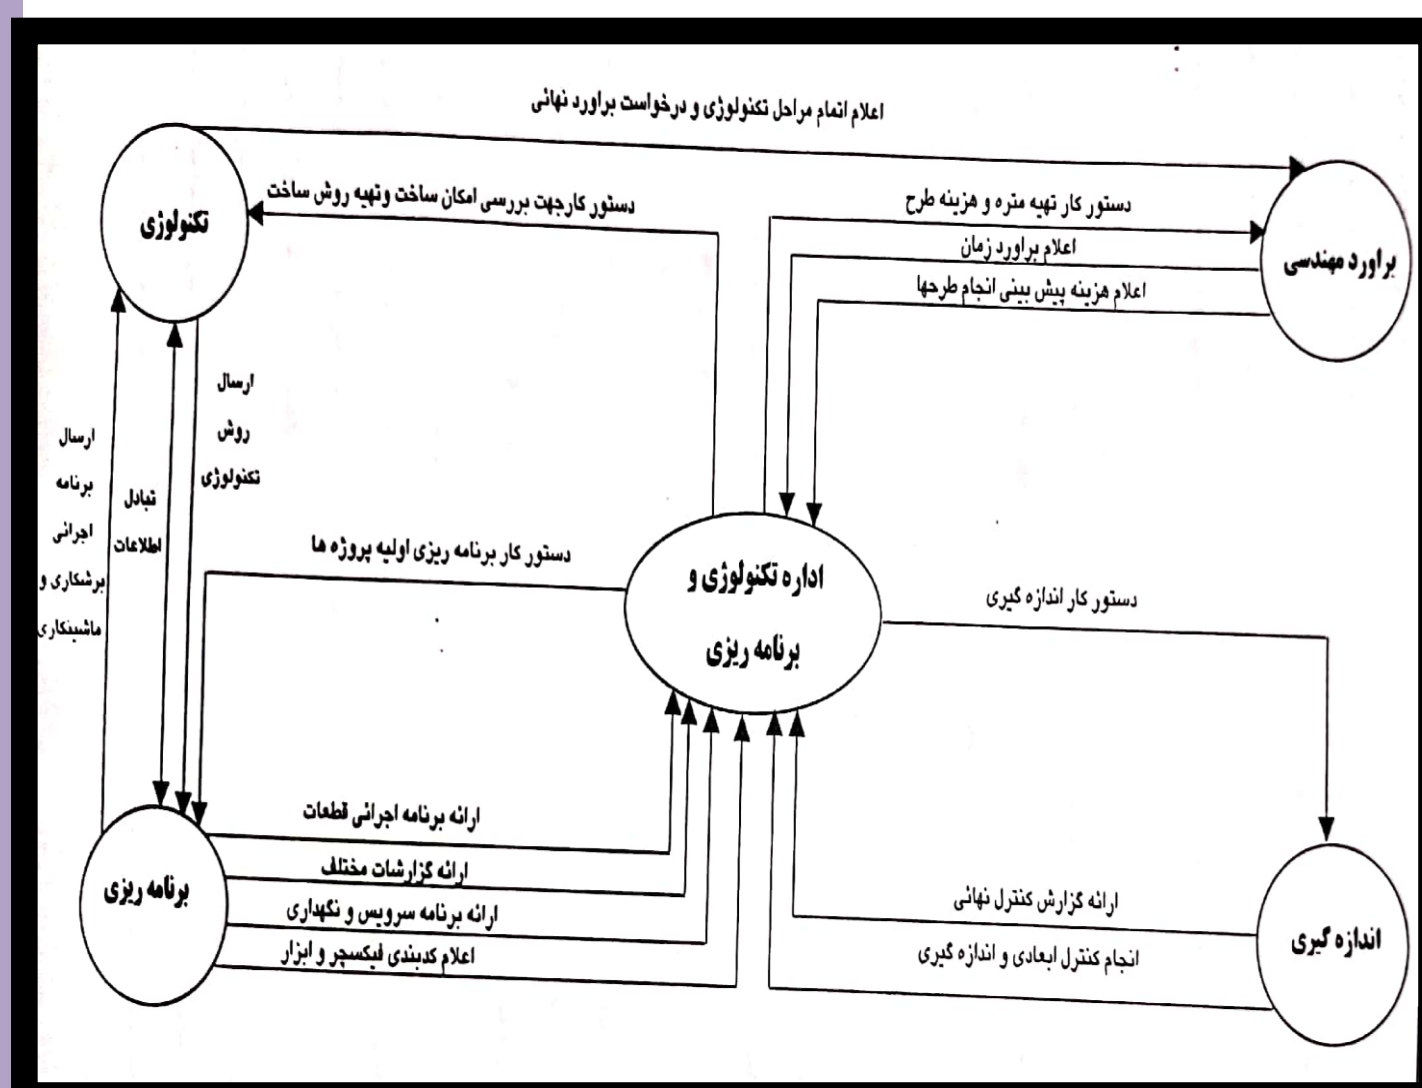 اعلام اتمام مراحل تکنولوژی و درخواست براورد نهائی
تکنولوژی
دستور کارجهت بررسی امکان ساخت وتهیه روش ساخت
دستور کار تهیه متره و هزینه طرح
اعلام براورد زمان
اعلام هزینه پیش بینی انجام طرحها
براورد مهندسی
ارسال
روش
تکنولوژی
ارسال
برنامه
اجرائی
برشکاری و
ماشینکاری
تبادل
اطلاعات
دستور کار برنامه ریزی اولیه پروژه ها
اداره تکنولوژی و
برنامه ریزی
دستور کار اندازه گیری
ارائه برنامه اجرائی قطعات
ارائه گزارشات مختلف
ارائه برنامه سرویس و نگهداری
اعلام کدبندی فیکسچر و ابزار
برنامه ریزی
ارائه گزارش کنترل نهائی
انجام کنترل ابعادی و اندازه گیری
اندازه گیری